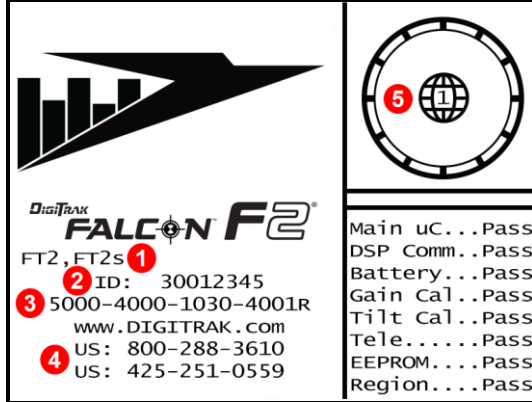 DIGITRAK
FALCON F2®
FT2,FT2s 1
2 ID: 30012345
3 5000-4000-1030-4001R
www.DIGITRAK.com
4 US: 800-288-3610
US: 425-251-0559
5 1
Main uC...Pass
DSP Comm..Pass
Battery...Pass
Gain Cal..Pass
Tilt Cal..Pass
Tele......Pass
EEPROM....Pass
Region....Pass